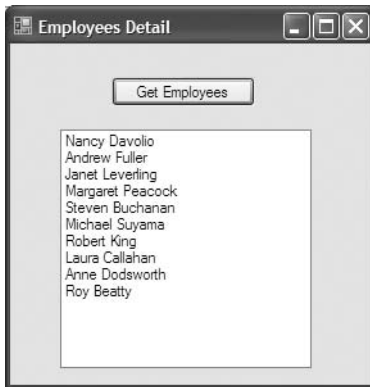 Employees Detail
Get Employees
Nancy Davolio
Andrew Fuller
Janet Leverling
Margaret Peacock
Steven Buchanan
Michael Suyama
Robert King
Laura Callahan
Anne Dodsworth
Roy Beatty